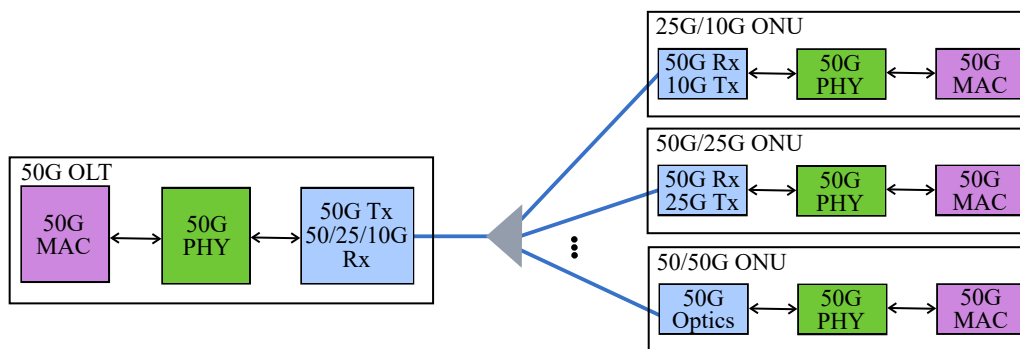 25G/10G ONU
50G Rx
10G Tx
50G
PHY
50G
MAC
50G/25G ONU
50G Rx
25G Tx
50G
PHY
50G
MAC
50G OLT
50G
MAC
50G
PHY
50G Tx
50/25/10G
Rx
50/50G ONU
50G
Optics
50G
PHY
50G
MAC